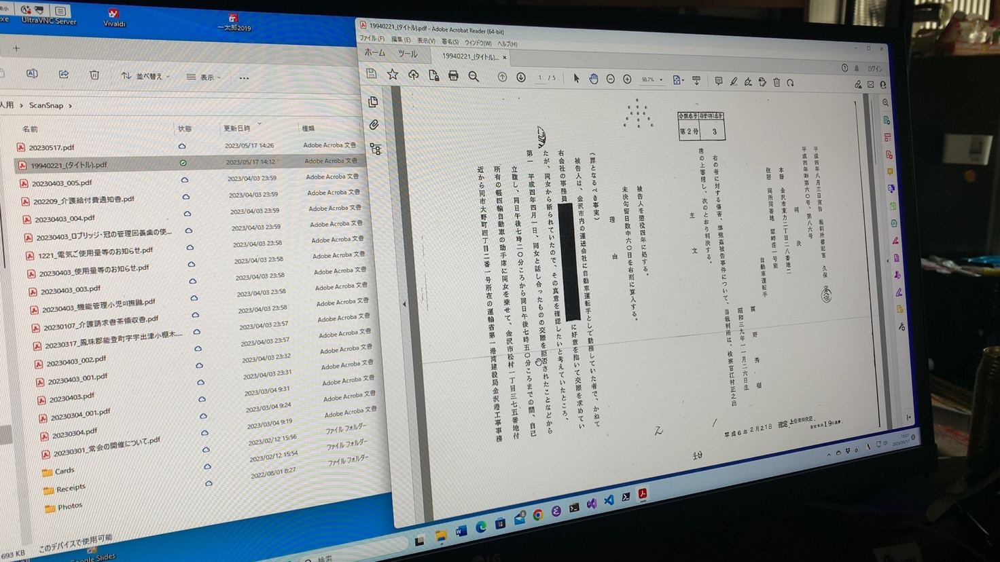 UltraVNC Server
Vivaldi
一太郎2019
並べ替え
表示
人用 > ScanSnap >
名前 状態 更新日時 種類
20230517.pdf 2023/05/17 14:26 Adobe Acroba 文書
19940221_(タイトル).pdf 2023/05/17 14:12 Adobe Acroba 文書
20230403_005.pdf 2023/04/03 23:59 Adobe Acroba 文書
202209_介護給付費通知書.pdf 2023/04/03 23:59 Adobe Acroba 文書
20230403_004.pdf 2023/04/03 23:59 Adobe Acroba 文書
20230403_ロブリッジ・冠の管理回義歯の使... 2023/04/03 23:59 Adobe Acroba 文書
1221_電気ご使用量等のお知らせ.pdf 2023/04/03 23:58 Adobe Acroba 文書
20230403_使用量等のお知らせ.pdf 2023/04/03 23:58 Adobe Acroba 文書
20230403_003.pdf 2023/04/03 23:58 Adobe Acroba 文書
20230403_機能管理小児口腔.pdf 2023/04/03 23:58 Adobe Acroba 文書
20230107_介護請求書茶領収書.pdf 2023/04/03 23:58 Adobe Acroba 文書
20230317_鳳珠郡能登町字宇出津小棚木.... 2023/04/03 23:57 Adobe Acroba 文書
20230403_002.pdf 2023/04/03 23:57 Adobe Acroba 文書
20230403_001.pdf 2023/04/03 23:32 Adobe Acroba 文書
20230403.pdf 2023/04/03 23:31 Adobe Acroba 文書
20230304_001.pdf 2023/03/04 9:31 Adobe Acroba 文書
20230304.pdf 2023/03/04 9:24 Adobe Acroba 文書
20230301_常会の開催について.pdf 2023/03/04 9:19 Adobe Acroba 文書
Cards 2023/02/12 15:56 ファイル フォルダー
Receipts 2023/02/12 15:54 ファイル フォルダー
Photos 2022/08/01 8:27 ファイル フォルダー
693 KB このデバイスで使用可能
Google Slides
検索
19940221_(タイトル).pdf - Adobe Acrobat Reader (64-bit)
ファイル(F) 編集(E) 表示(V) 署名(S) ウィンドウ(W) ヘルプ(H)
ホーム ツール 19940221_(タイトル)... ×
ログイン
1 / 5
98.7%
分類番号
第2号 3
平成四年八月三日宣告 裁判所書記官 久保
平成四年(わ)第六〇号、第八六号
判決
本籍 金沢市東力二丁目二八番地二
住居 同所同番地
自動車運転手
廣野秀樹
昭和三九年一一月二六日生
右の者に対する傷害、準強姦被告事件について、当裁判所は、検察官江村正之出
席の上審理し、次のとおり判決する。
主文
被告人を懲役四年に処する。
未決勾留日数中六〇日を右刑に算入する。
理由
(罪となるべき事実)
被告人は、金沢市内の運送会社に自動車運転手として勤務していた者で、かねて
右会社の事務員 に好意を抱いて交際を求めてい
たが、同女から断られていたので、その真意を確認したいと考えていたところ、
第一 平成四年四月一日、同女と話し合ったものの交際を拒否されたことなどから
立腹し、同日午後七時二〇分ころから同日午後七時五〇分ころまでの間、自己
所有の軽四輪自動車の助手席に同女を乗せて、金沢市松村一丁目三七五番地付
近から同市大野町四丁目二番一号所在の運輸省第一港湾建設局金沢港工事事務
平成6年2月21日 確定
19
15:01
2023/05/17
LG